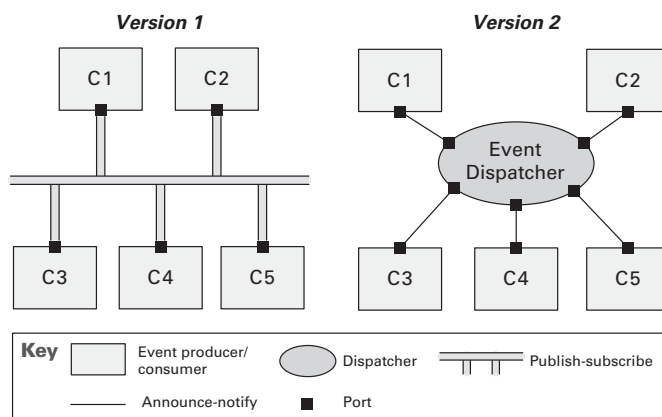 Version 1
Version 2
C1
C2
C3
C4
C5
C1
C2
Event
Dispatcher
C3
C4
C5
Key
Event producer/
consumer
Dispatcher
Publish-subscribe
Announce-notify
Port